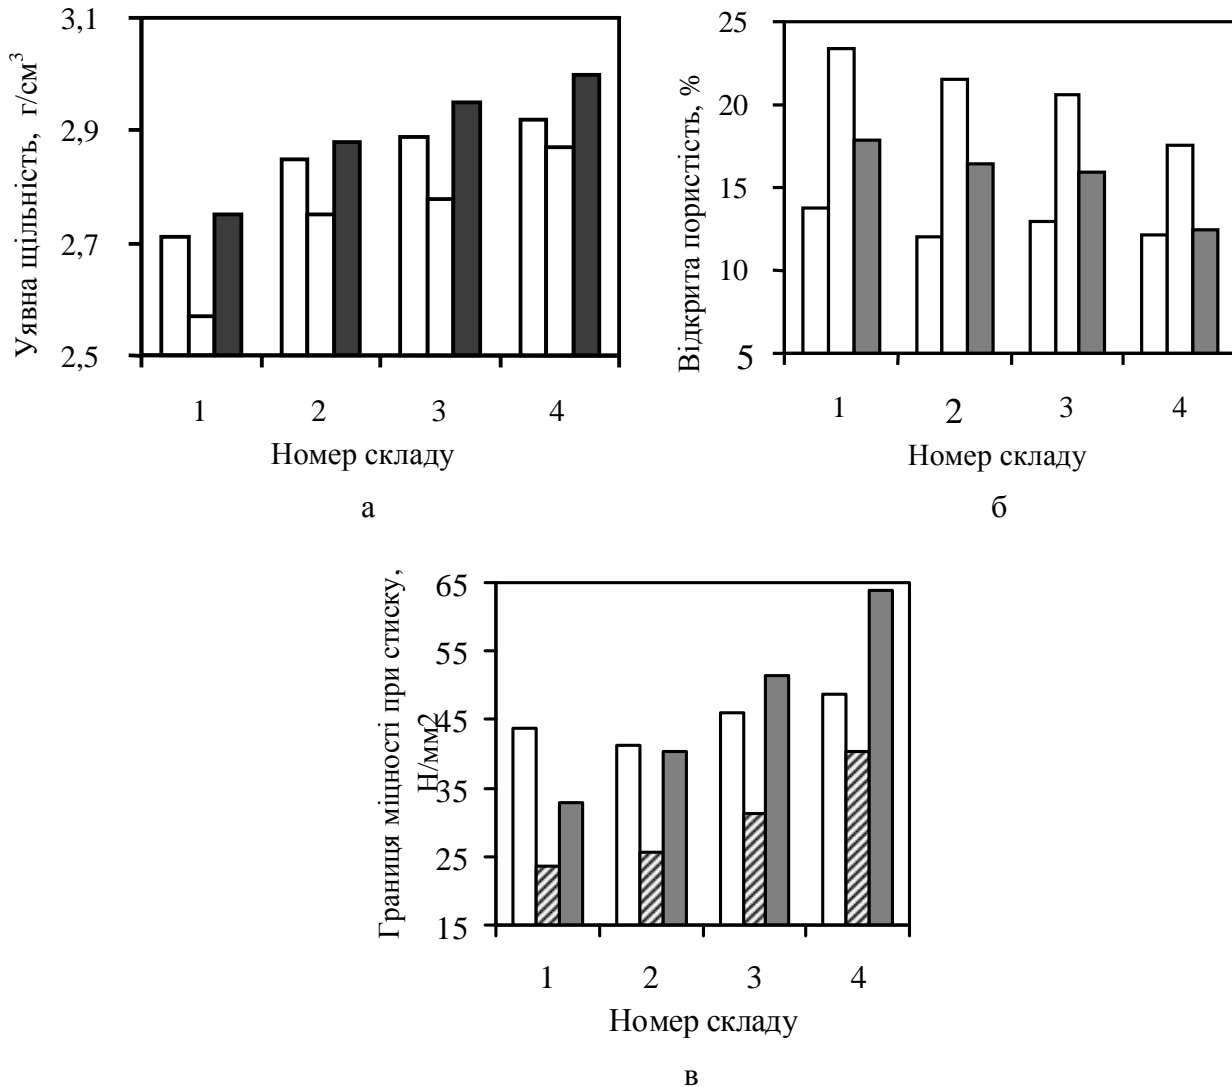 Уявна щільність, г/см³
3,1
2,9
2,7
2,5
1 2 3 4
Номер складу
а
Відкрита пористість, %
25
20
15
10
5
1 2 3 4
Номер складу
б
Границя міцності при стиску,
Н/мм2
65
55
45
35
25
15
1 2 3 4
Номер складу
в